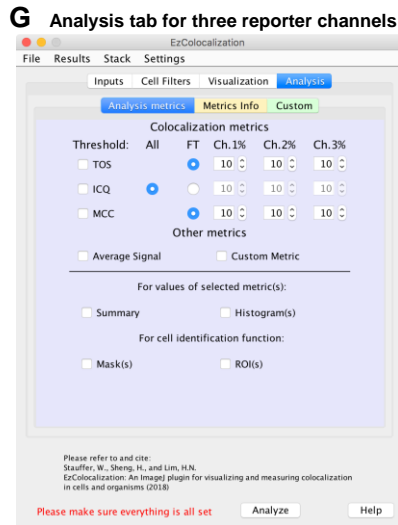 G Analysis tab for three reporter channels
EzColocalization
File Results Stack Settings
Inputs Cell Filters Visualization Analysis
Analysis metrics Metrics Info Custom
Colocalization metrics
Threshold: All FT Ch.1% Ch.2% Ch.3%
TOS 10 10 10
ICQ 10 10 10
MCC 10 10 10
Other metrics
Average Signal Custom Metric
For values of selected metric(s):
Summary Histogram(s)
For cell identification function:
Mask(s) ROI(s)
Please refer to and cite:
Stauffer, W., Sheng, H., and Lim, H.N.
EzColocalization: An ImageJ plugin for visualizing and measuring colocalization
in cells and organisms (2018)
Please make sure everything is all set Analyze Help